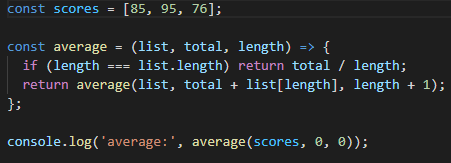 const scores = [85, 95, 76];
const average = (list, total, length) => {
if (length === list.length) return total / length;
return average(list, total + list[length], length + 1);
};
console.log('average:', average(scores, 0, 0));